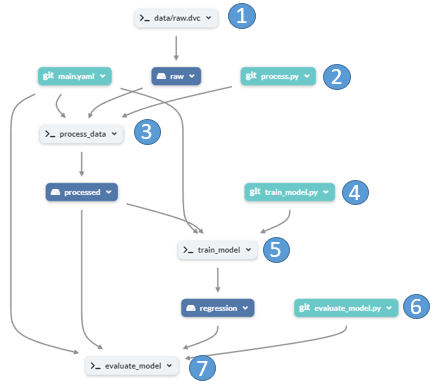 >_ data/raw.dvc 1
git main.yaml raw git process.py 2
>_ process_data 3
processed git train_model.py 4
>_ train_model 5
regression git evaluate_model.py 6
>_ evaluate_model 7